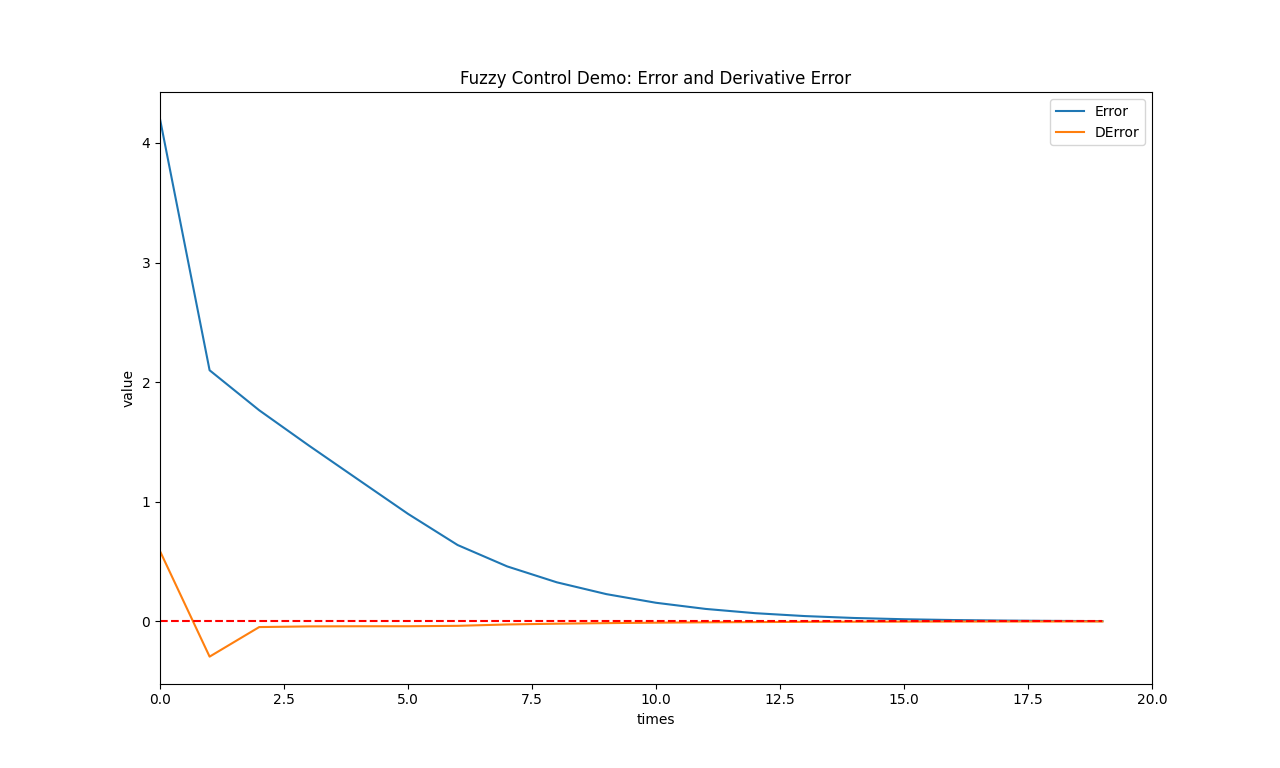 Fuzzy Control Demo: Error and Derivative Error
Error
DError
4
3
2
1
0
value
0.0 2.5 5.0 7.5 10.0 12.5 15.0 17.5 20.0
times